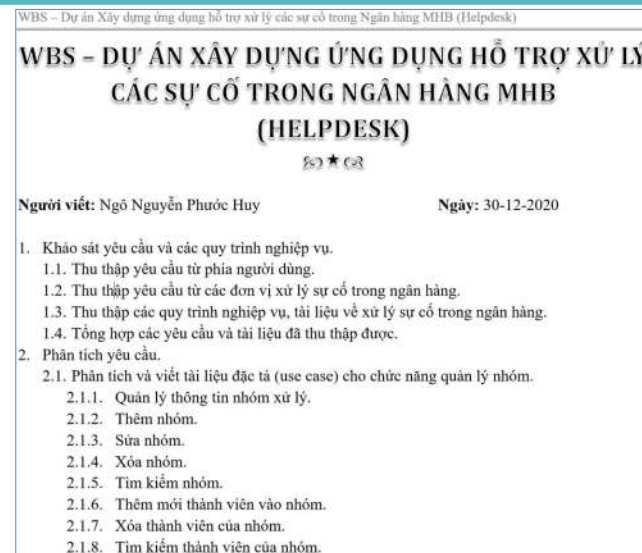 WBS – Dự án Xây dựng ứng dụng hỗ trợ xử lý các sự cố trong Ngân hàng MHB (Helpdesk)
WBS – DỰ ÁN XÂY DỰNG ỨNG DỤNG HỖ TRỢ XỬ LÝ
CÁC SỰ CỐ TRONG NGÂN HÀNG MHB
(HELPDESK)
Người viết: Ngô Nguyễn Phước Huy Ngày: 30-12-2020
1. Khảo sát yêu cầu và các quy trình nghiệp vụ.
1.1. Thu thập yêu cầu từ phía người dùng.
1.2. Thu thập yêu cầu từ các đơn vị xử lý sự cố trong ngân hàng.
1.3. Thu thập các quy trình nghiệp vụ, tài liệu về xử lý sự cố trong ngân hàng.
1.4. Tổng hợp các yêu cầu và tài liệu đã thu thập được.
2. Phân tích yêu cầu.
2.1. Phân tích và viết tài liệu đặc tả (use case) cho chức năng quản lý nhóm.
2.1.1. Quản lý thông tin nhóm xử lý.
2.1.2. Thêm nhóm.
2.1.3. Sửa nhóm.
2.1.4. Xóa nhóm.
2.1.5. Tìm kiếm nhóm.
2.1.6. Thêm mới thành viên vào nhóm.
2.1.7. Xóa thành viên của nhóm.
2.1.8. Tìm kiếm thành viên của nhóm.